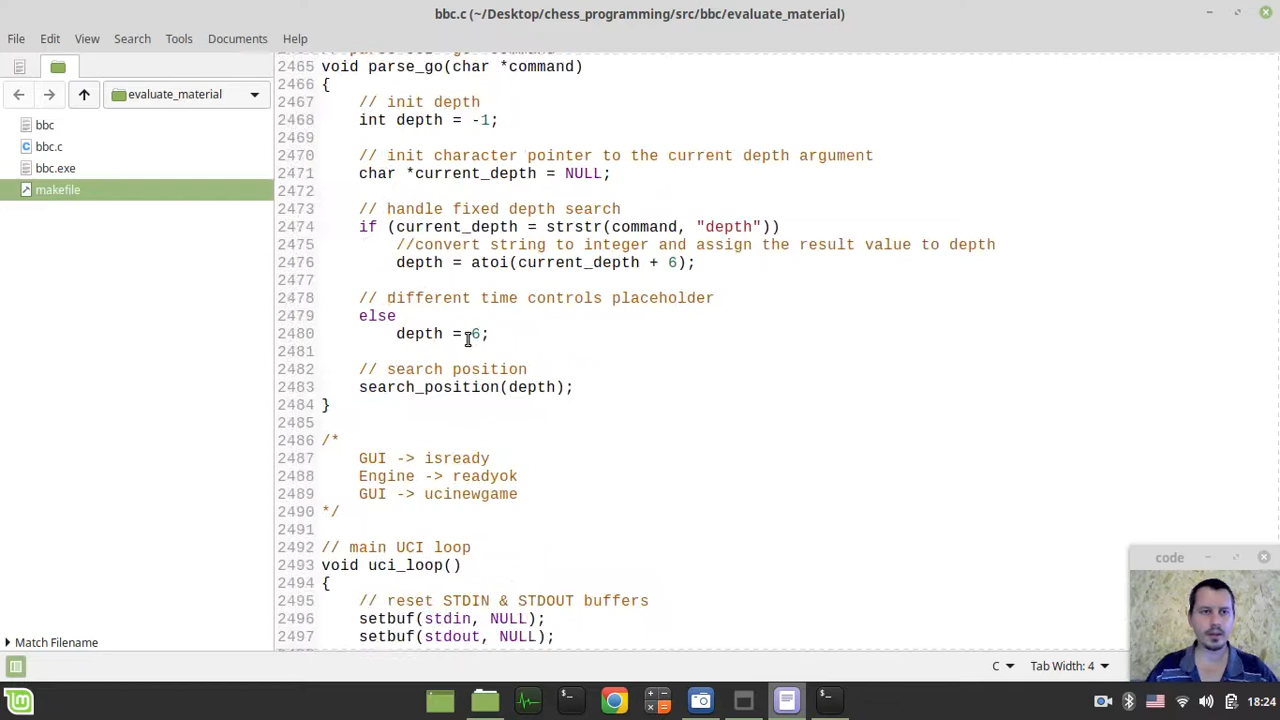 bbc.c (~/Desktop/chess_programming/src/bbc/evaluate_material)
File Edit View Search Tools Documents Help
evaluate_material
bbc
bbc.c
bbc.exe
makefile
Match Filename
2465 void parse_go(char *command)
2466 {
2467 // init depth
2468 int depth = -1;
2469
2470 // init character pointer to the current depth argument
2471 char *current_depth = NULL;
2472
2473 // handle fixed depth search
2474 if (current_depth = strstr(command, "depth"))
2475 //convert string to integer and assign the result value to depth
2476 depth = atoi(current_depth + 6);
2477
2478 // different time controls placeholder
2479 else
2480 depth = 6;
2481
2482 // search position
2483 search_position(depth);
2484 }
2485
2486 /*
2487 GUI -> isready
2488 Engine -> readyok
2489 GUI -> ucinewgame
2490 */
2491
2492 // main UCI loop
2493 void uci_loop()
2494 {
2495 // reset STDIN & STDOUT buffers
2496 setbuf(stdin, NULL);
2497 setbuf(stdout, NULL);
code
C Tab Width: 4
18:24